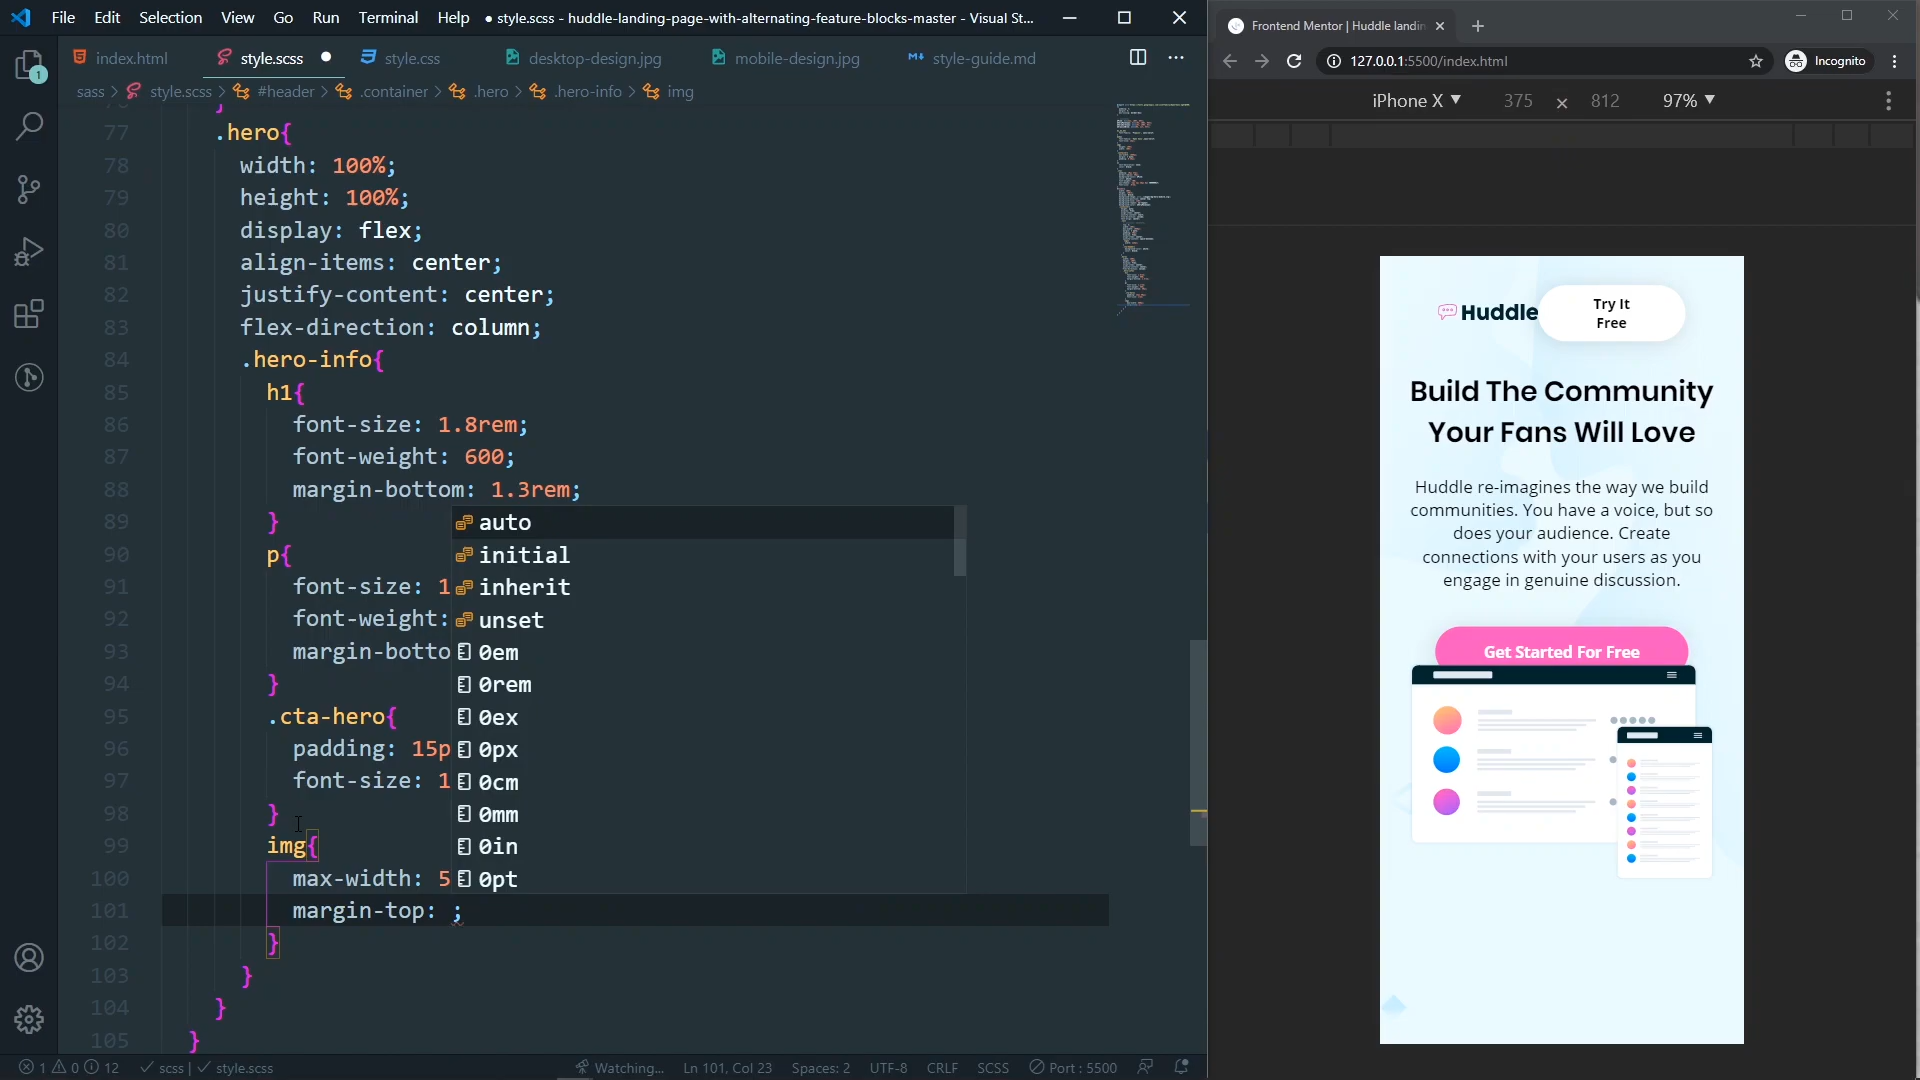 File Edit Selection View Go Run Terminal Help
● style.scss - huddle-landing-page-with-alternating-feature-blocks-master - Visual St...
index.html
style.scss
style.css
desktop-design.jpg
mobile-design.jpg
style-guide.md
sass > style.scss > #header > .container > .hero > .hero-info > img
77 .hero{
78 width: 100%;
79 height: 100%;
80 display: flex;
81 align-items: center;
82 justify-content: center;
83 flex-direction: column;
84 .hero-info{
85 h1{
86 font-size: 1.8rem;
87 font-weight: 600;
88 margin-bottom: 1.3rem;
89 }
90 p{
91 font-size: 1
92 font-weight:
93 margin-botto
94 }
95 .cta-hero{
96 padding: 15p
97 font-size: 1
98 }
99 img{
100 max-width: 5
101 margin-top: ;
102 }
103 }
104 }
105 }
auto
initial
inherit
unset
0em
0rem
0ex
0px
0cm
0mm
0in
0pt
1
1 0 12 scss | style.scss
Watching... Ln 101, Col 23 Spaces: 2 UTF-8 CRLF SCSS Port : 5500
Frontend Mentor | Huddle landin
127.0.0.1:5500/index.html
Incognito
iPhone X ▼ 375 × 812 97% ▼
Huddle
Try It
Free
Build The Community
Your Fans Will Love
Huddle re-imagines the way we build
communities. You have a voice, but so
does your audience. Create
connections with your users as you
engage in genuine discussion.
Get Started For Free